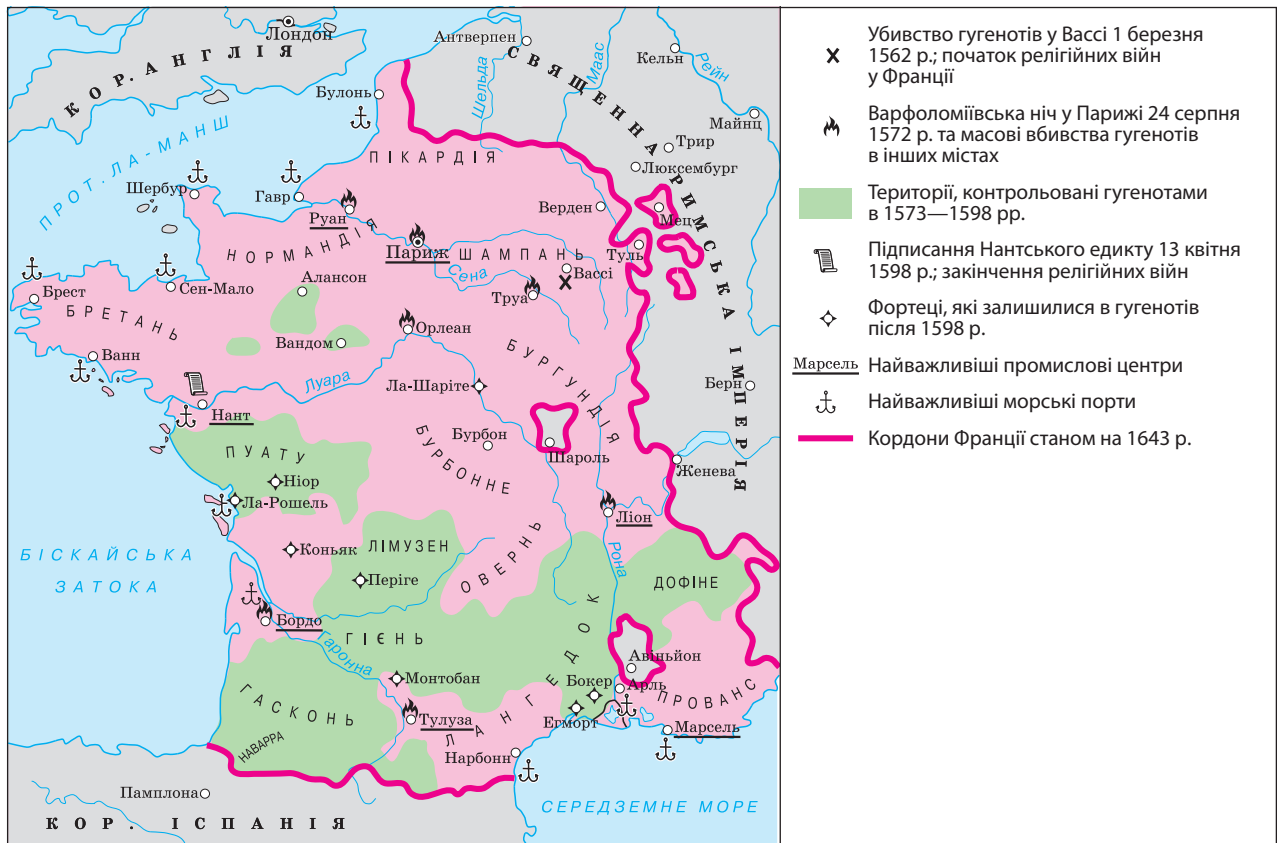 Лондон
КОР. АНГЛІЯ
Антверпен
СВЯЩЕННА РИМСЬКА ІМПЕРІЯ
Кельн
Рейн
Маас
Шельда
Булонь
ПРОТ. ЛА-МАНШ
Майнц
Трир
Люксембург
ПІКАРДІЯ
Шербур
Гавр
Руан
Верден
Мец
НОРМАНДІЯ
Париж
ШАМПАНЬ
Туль
Сена
Вассі
Алансон
Труа
Брест
Сен-Мало
БРЕТАНЬ
Орлеан
Вандом
Ванн
БУРГУНДІЯ
Луара
Ла-Шаріте
Берн
Нант
Бурбон
БУРБОННЕ
Шароль
ПУАТУ
Женева
Ніор
Ла-Рошель
Ліон
БІСКАЙСЬКА
ЗАТОКА
Коньяк
ЛІМУЗЕН
ОВЕРНЬ
Рона
ДОФІНЕ
Періге
Бордо
ГІЄНЬ
Гаронна
ЛАНГЕДОК
Авіньйон
Монтобан
Бокер
Арль
ПРОВАНС
ГАСКОНЬ
Тулуза
Егморт
Марсель
НАВАРРА
Нарбонн
Памплона
СЕРЕДЗЕМНЕ МОРЕ
КОР. ІСПАНІЯ
Убивство гугенотів у Вассі 1 березня
1562 р.; початок релігійних війн
у Франції
Варфоломіївська ніч у Парижі 24 серпня
1572 р. та масові вбивства гугенотів
в інших містах
Території, контрольовані гугенотами
в 1573—1598 рр.
Підписання Нантського едикту 13 квітня
1598 р.; закінчення релігійних війн
Фортеці, які залишилися в гугенотів
після 1598 р.
Марсель Найважливіші промислові центри
Найважливіші морські порти
Кордони Франції станом на 1643 р.